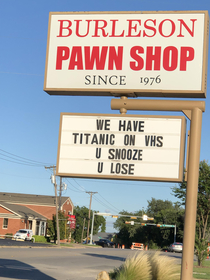 BURLESON
PAWN SHOP
SINCE 1976
WE HAVE
TITANIC ON VHS
U SNOOZE
U LOSE